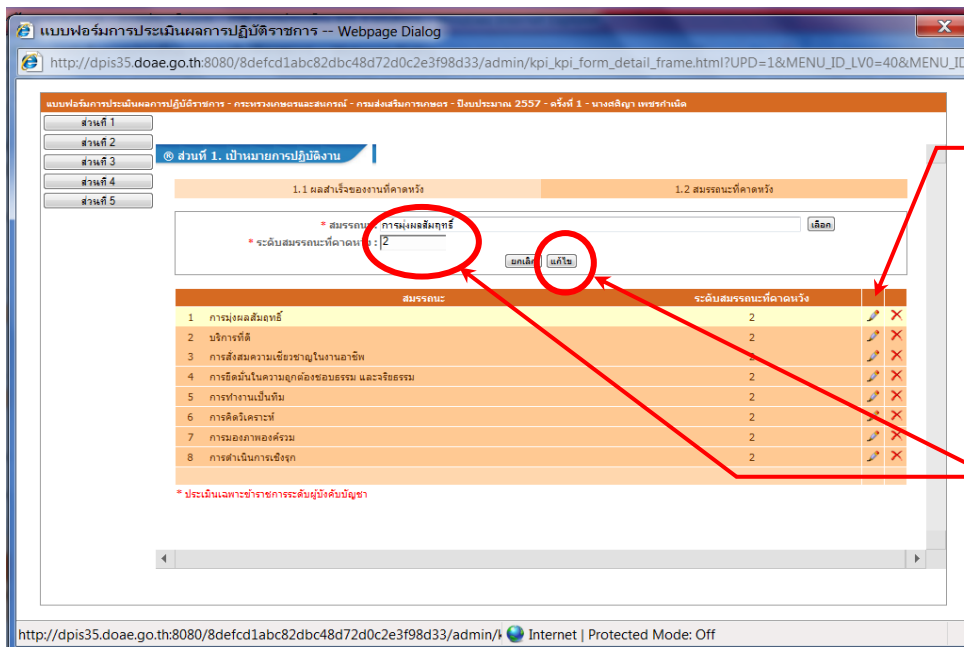 แบบฟอร์มการประเมินผลการปฏิบัติราชการ -- Webpage Dialog
X
http://dpis35.doae.go.th:8080/8defcd1abc82dbc48d72d0c2e3f98d33/admin/kpi_kpi_form_detail_frame.html?UPD=1&MENU_ID_LV0=40&MENU_ID
แบบฟอร์มการประเมินผลการปฏิบัติราชการ - กระทรวงเกษตรและสหกรณ์ - กรมส่งเสริมการเกษตร - ปีงบประมาณ 2557 - ครั้งที่ 1 - นางศสิญา เพชรกำเนิด
ส่วนที่ 1
ส่วนที่ 2
ส่วนที่ 3
ส่วนที่ 4
ส่วนที่ 5
® ส่วนที่ 1. เป้าหมายการปฏิบัติงาน
1.1 ผลสำเร็จของงานที่คาดหวัง 1.2 สมรรถนะที่คาดหวัง
* สมรรถนะ : การมุ่งผลสัมฤทธิ์ เลือก
* ระดับสมรรถนะที่คาดหวัง : 2
ยกเลิก แก้ไข
สมรรถนะ ระดับสมรรถนะที่คาดหวัง
1 การมุ่งผลสัมฤทธิ์ 2
2 บริการที่ดี 2
3 การสั่งสมความเชี่ยวชาญในงานอาชีพ 2
4 การยึดมั่นในความถูกต้องชอบธรรม และจริยธรรม 2
5 การทำงานเป็นทีม 2
6 การคิดวิเคราะห์ 2
7 การมองภาพองค์รวม 2
8 การดำเนินการเชิงรุก 2
* ประเมินเฉพาะข้าราชการระดับผู้บังคับบัญชา
http://dpis35.doae.go.th:8080/8defcd1abc82dbc48d72d0c2e3f98d33/admin/k Internet | Protected Mode: Off